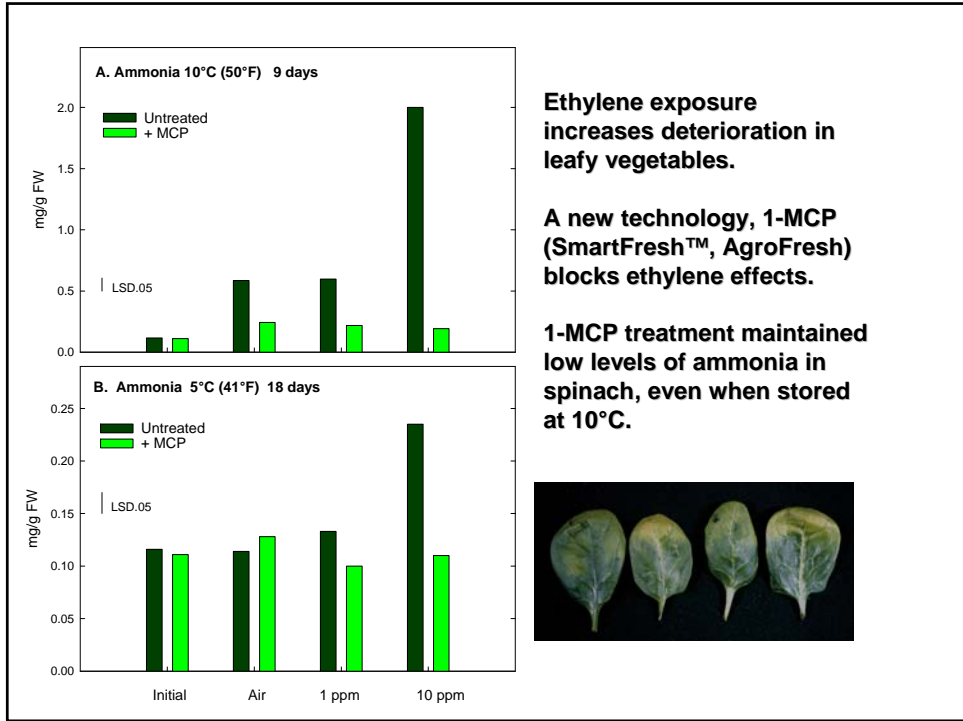 A. Ammonia 10°C (50°F) 9 days
Untreated
+ MCP
2.0
1.5
1.0
0.5
0.0
mg/g FW
LSD.05
B. Ammonia 5°C (41°F) 18 days
Untreated
+ MCP
0.25
0.20
0.15
0.10
0.05
0.00
mg/g FW
LSD.05
Initial Air 1 ppm 10 ppm
Ethylene exposure
increases deterioration in
leafy vegetables.
A new technology, 1-MCP
(SmartFresh™, AgroFresh)
blocks ethylene effects.
1-MCP treatment maintained
low levels of ammonia in
spinach, even when stored
at 10°C.